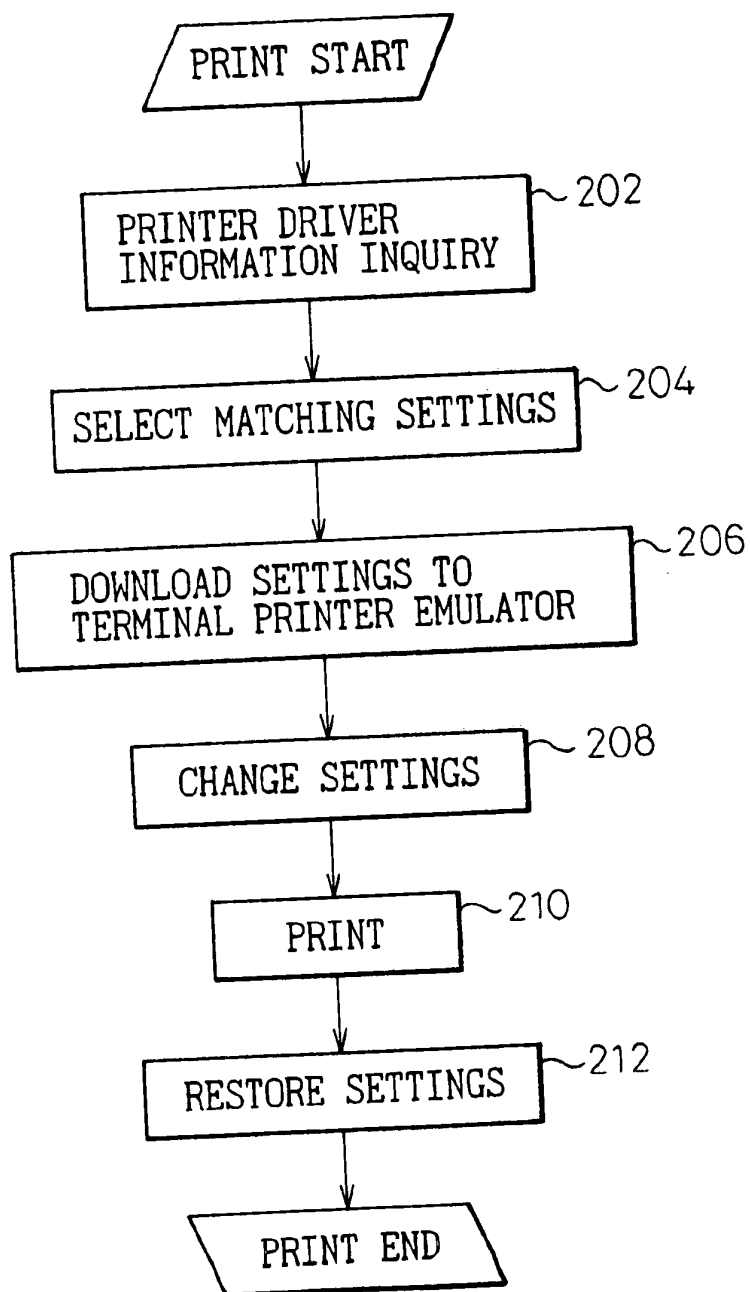 PRINT START
202
PRINTER DRIVER
INFORMATION INQUIRY
204
SELECT MATCHING SETTINGS
206
DOWNLOAD SETTINGS TO
TERMINAL PRINTER EMULATOR
208
CHANGE SETTINGS
210
PRINT
212
RESTORE SETTINGS
PRINT END